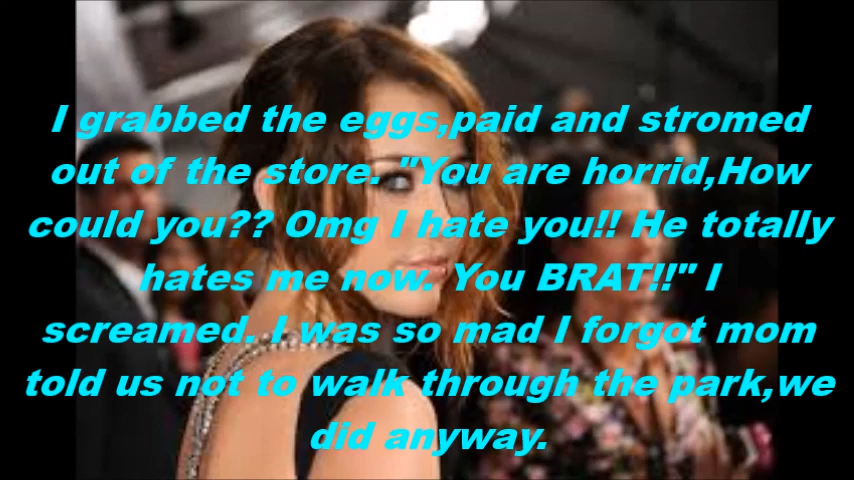 I grabbed the eggs,paid and stromed
out of the store. "You are horrid,How
could you?? Omg I hate you!! He totally
hates me now. You BRAT!!" I
screamed. I was so mad I forgot mom
told us not to walk through the park,we
did anyway.